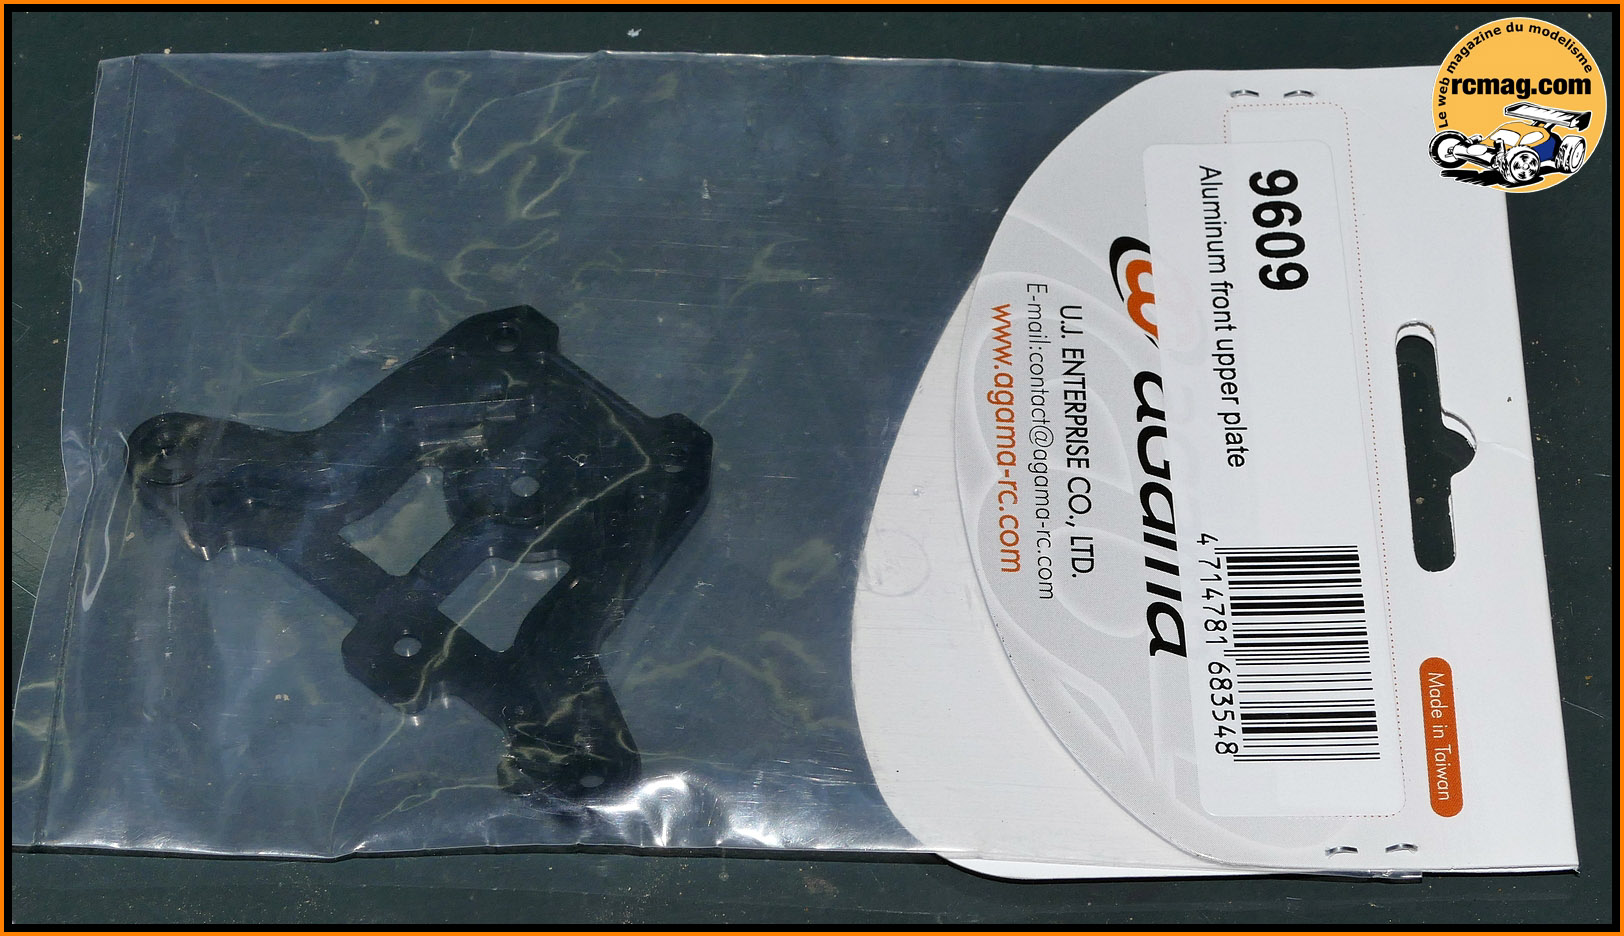 Le web magazine du modelisme
rcmag.com
9609
Aluminum front upper plate
4 714781 683548
agama
U.J. ENTERPRISE CO., LTD.
E-mail:contact@agama-rc.com
www.agama-rc.com
Made in Taiwan